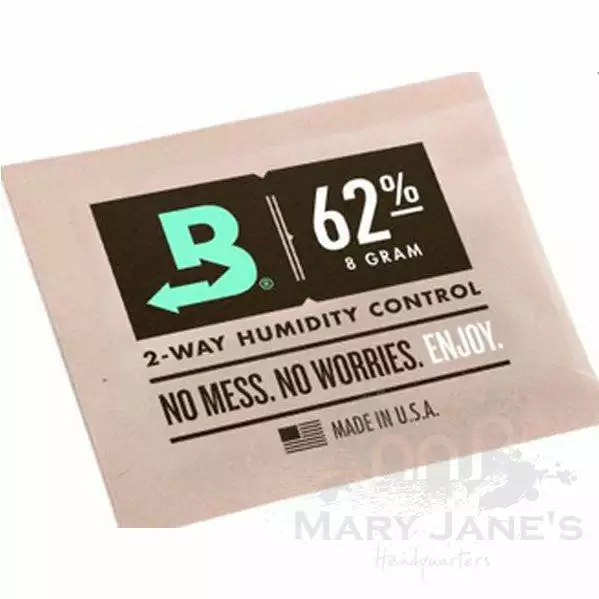 B®
62%
8 GRAM
2-WAY HUMIDITY CONTROL
NO MESS. NO WORRIES. ENJOY.
MADE IN U.S.A.
MARY JANE'S
Headquarters